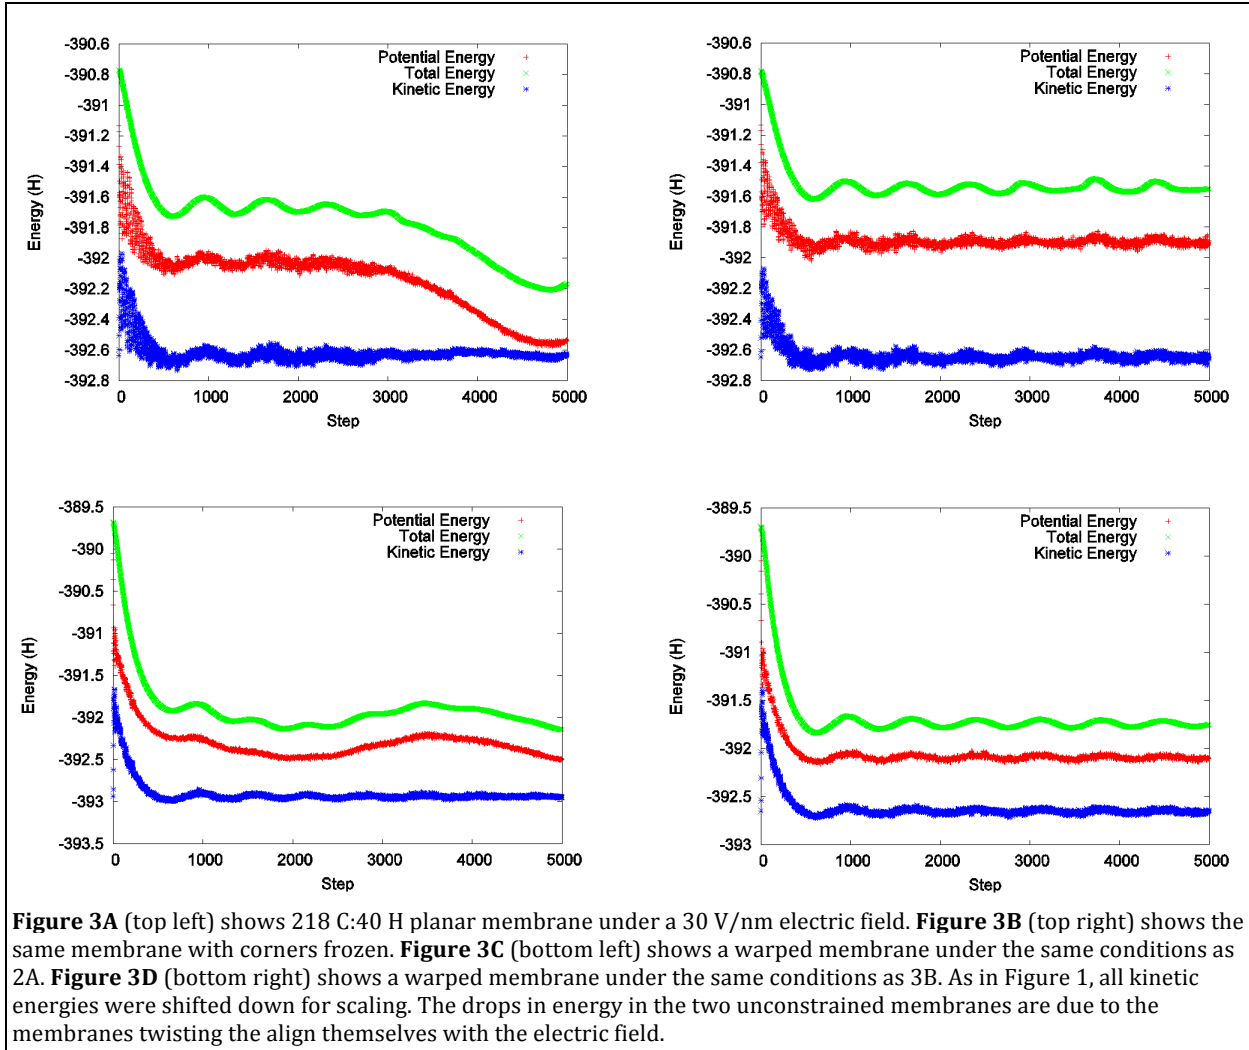 -390.6
-390.8
-391
-391.2
-391.4
-391.6
-391.8
-392
-392.2
-392.4
-392.6
-392.8
Energy (H)
Potential Energy
Total Energy
Kinetic Energy
0 1000 2000 3000 4000 5000
Step
-390.6
-390.8
-391
-391.2
-391.4
-391.6
-391.8
-392
-392.2
-392.4
-392.6
-392.8
Energy (H)
Potential Energy
Total Energy
Kinetic Energy
0 1000 2000 3000 4000 5000
Step
-389.5
-390
-390.5
-391
-391.5
-392
-392.5
-393
-393.5
Energy (H)
Potential Energy
Total Energy
Kinetic Energy
0 1000 2000 3000 4000 5000
Step
-389.5
-390
-390.5
-391
-391.5
-392
-392.5
-393
Energy (H)
Potential Energy
Total Energy
Kinetic Energy
0 1000 2000 3000 4000 5000
Step
Figure 3A (top left) shows 218 C:40 H planar membrane under a 30 V/nm electric field. Figure 3B (top right) shows the
same membrane with corners frozen. Figure 3C (bottom left) shows a warped membrane under the same conditions as
2A. Figure 3D (bottom right) shows a warped membrane under the same conditions as 3B. As in Figure 1, all kinetic
energies were shifted down for scaling. The drops in energy in the two unconstrained membranes are due to the
membranes twisting the align themselves with the electric field.